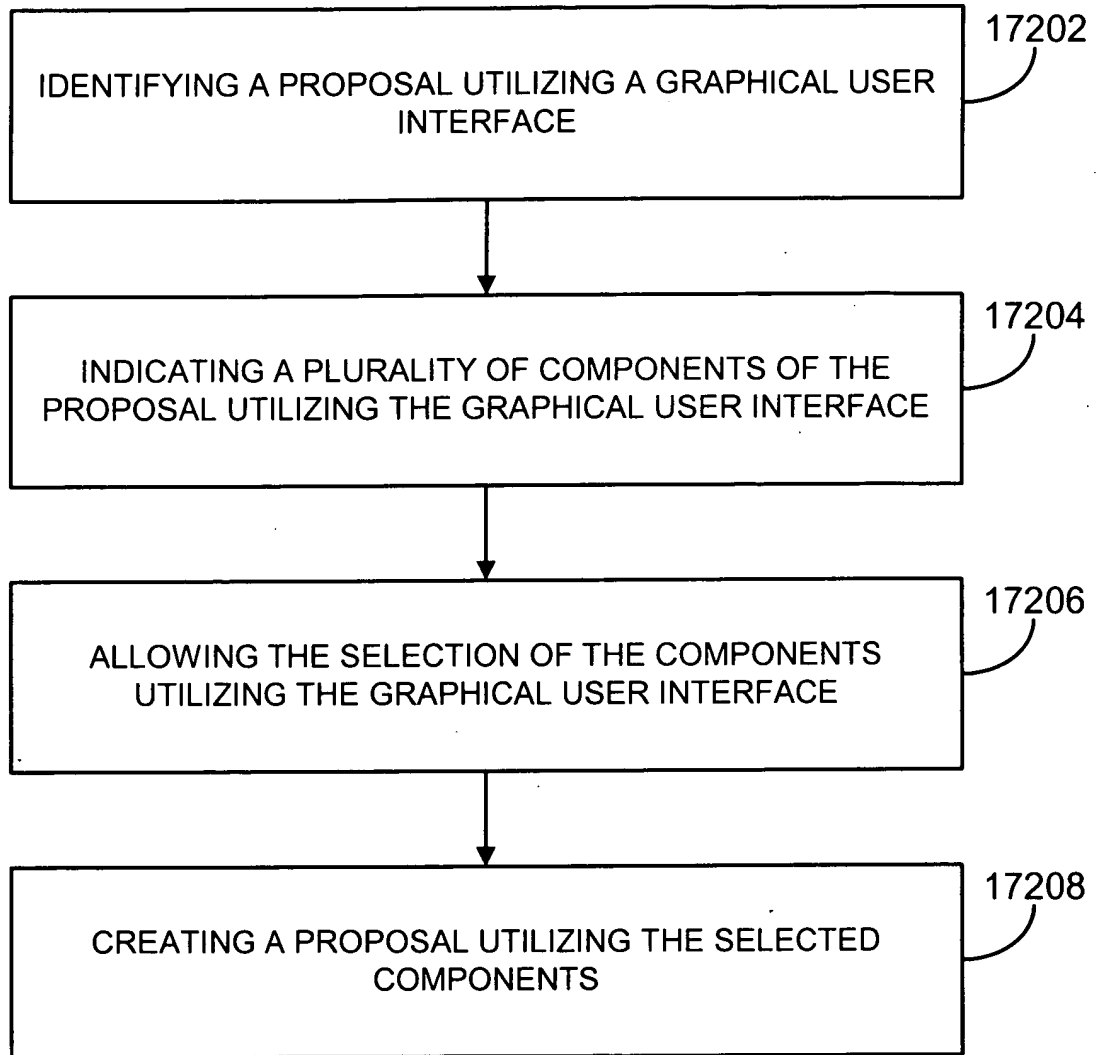 17202
IDENTIFYING A PROPOSAL UTILIZING A GRAPHICAL USER
INTERFACE
17204
INDICATING A PLURALITY OF COMPONENTS OF THE
PROPOSAL UTILIZING THE GRAPHICAL USER INTERFACE
17206
ALLOWING THE SELECTION OF THE COMPONENTS
UTILIZING THE GRAPHICAL USER INTERFACE
17208
CREATING A PROPOSAL UTILIZING THE SELECTED
COMPONENTS